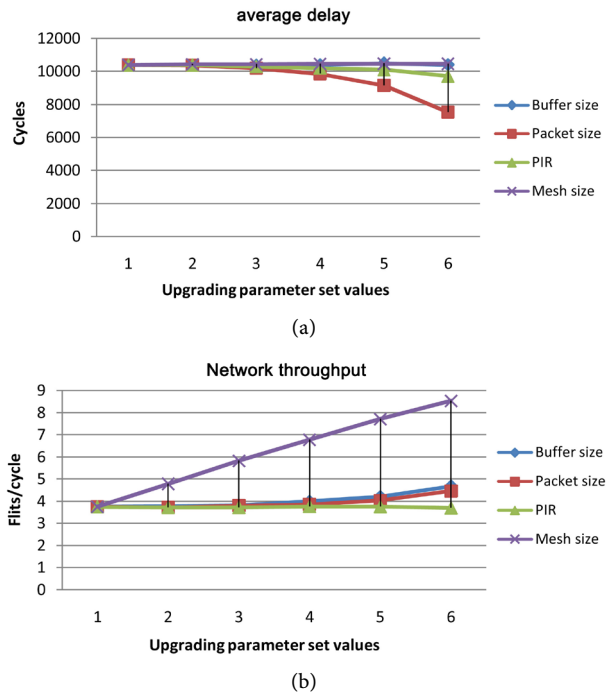 average delay
12000
10000
8000
6000
4000
2000
0
Cycles
1 2 3 4 5 6
Upgrading parameter set values
Buffer size
Packet size
PIR
Mesh size
(a)
Network throughput
9
8
7
6
5
4
3
2
1
0
Flits/cycle
1 2 3 4 5 6
Upgrading parameter set values
Buffer size
Packet size
PIR
Mesh size
(b)